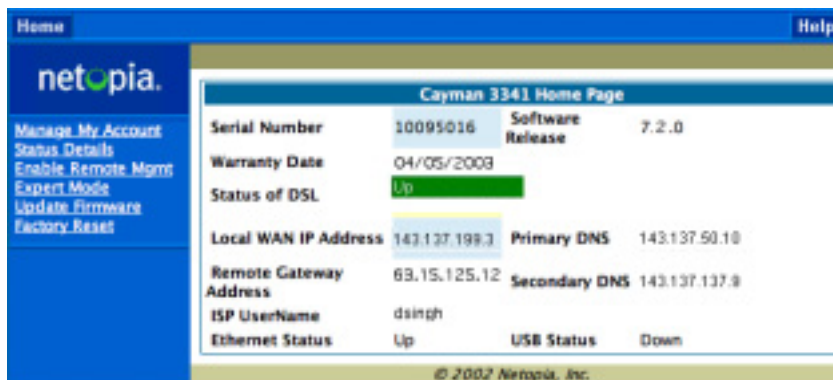 Home Help
netopia.
Manage My Account
Status Details
Enable Remote Mgmt
Expert Mode
Update Firmware
Factory Reset
Cayman 3341 Home Page
Serial Number 10095016 Software Release 7.2.0
Warranty Date 04/05/2003
Status of DSL Up
Local WAN IP Address 143.137.199.3 Primary DNS 143.137.50.10
Remote Gateway Address 63.15.125.12 Secondary DNS 143.137.137.9
ISP UserName dsingh
Ethernet Status Up USB Status Down
© 2002 Netopia, Inc.